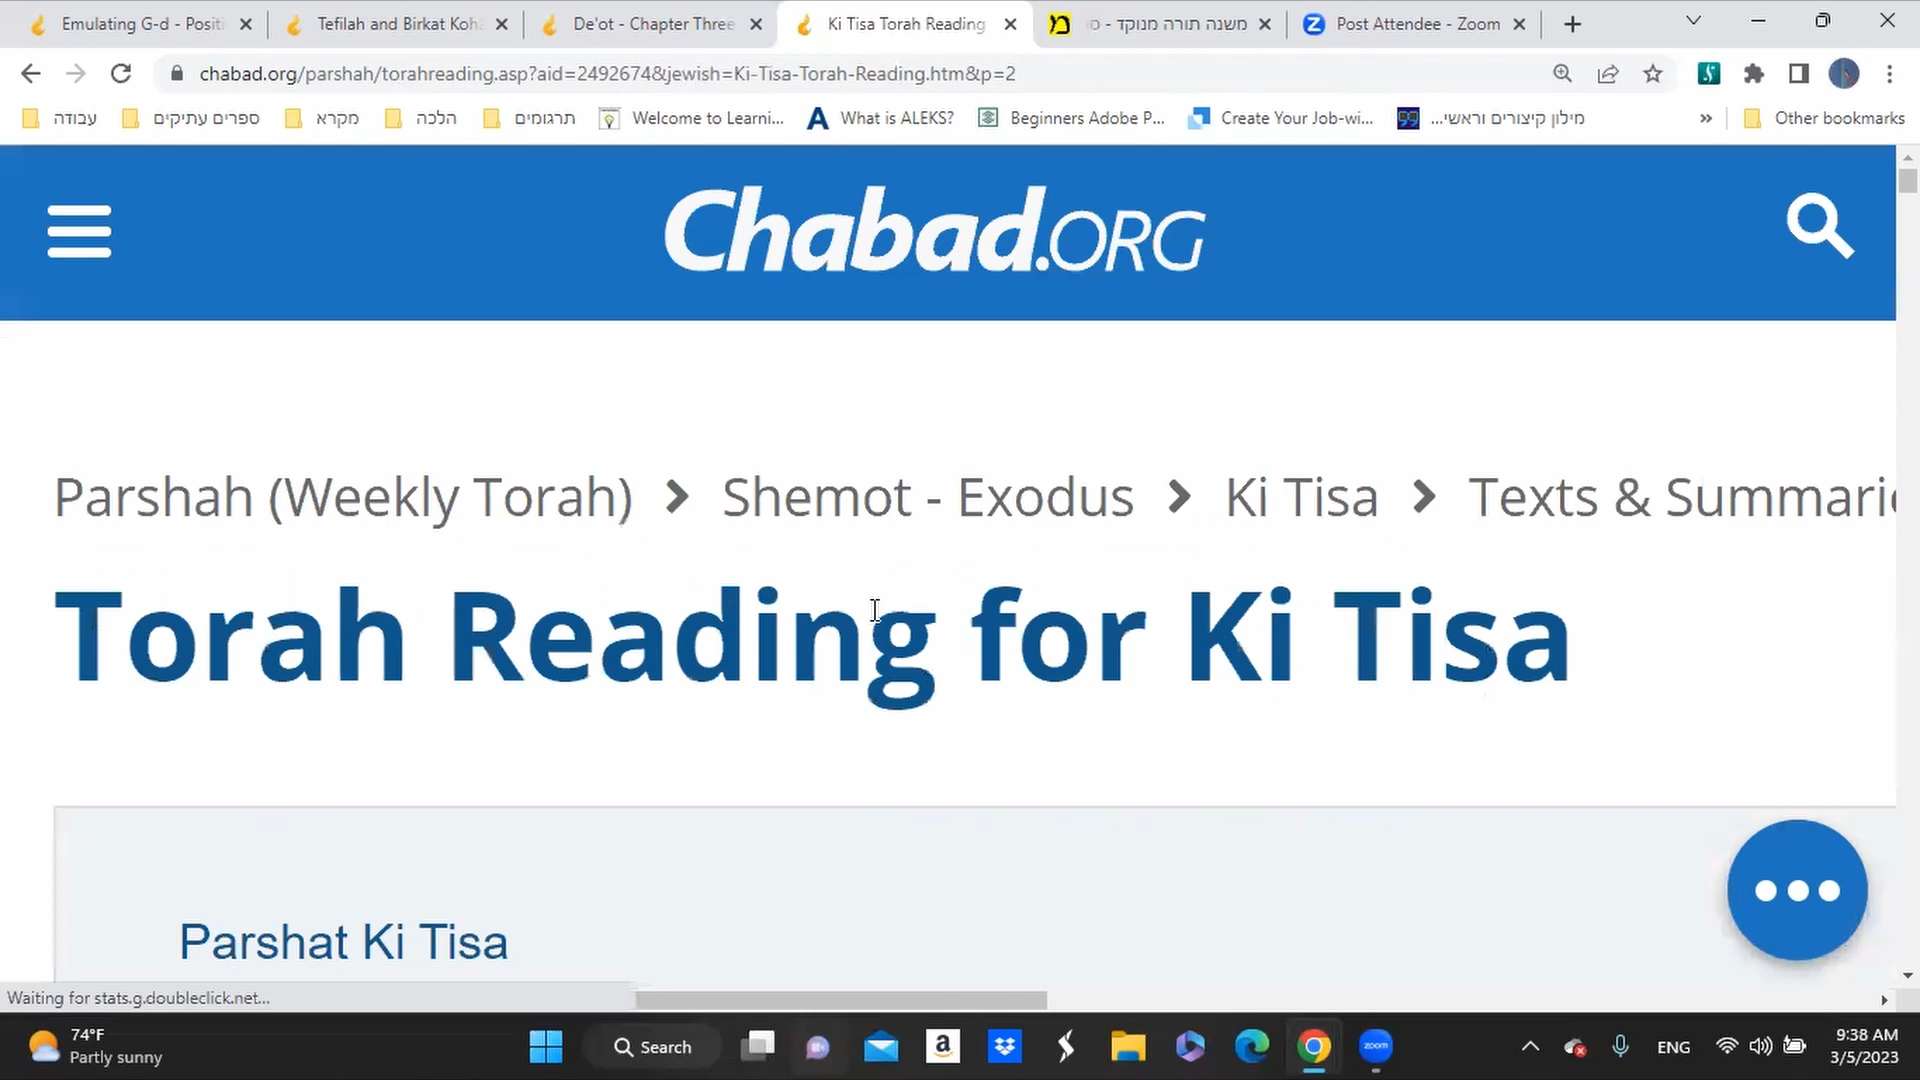 Emulating G-d - Positi
Tefilah and Birkat Koha
De'ot - Chapter Three
Ki Tisa Torah Reading
משנה תורה מנוקד - ס
Post Attendee - Zoom
chabad.org/parshah/torahreading.asp?aid=2492674&jewish=Ki-Tisa-Torah-Reading.htm&p=2
עבודה
ספרים עתיקים
מקרא
הלכה
תרגומים
Welcome to Learni...
What is ALEKS?
Beginners Adobe P...
Create Your Job-wi...
מילון קיצורים וראשי...
»
Other bookmarks
Chabad.ORG
Parshah (Weekly Torah) > Shemot - Exodus > Ki Tisa > Texts & Summarie
Torah Reading for Ki Tisa
Parshat Ki Tisa
Waiting for stats.g.doubleclick.net...
74°F
Partly sunny
Search
zoom
ENG
9:38 AM
3/5/2023